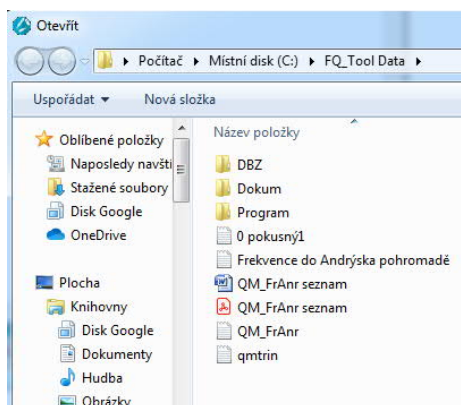 Otevřít
Počítač ▸ Místní disk (C:) ▸ FQ_Tool Data ▸
Uspořádat ▾ Nová složka
Oblíbené položky
Naposledy navšti
Stažené soubory
Disk Google
OneDrive
Plocha
Knihovny
Disk Google
Dokumenty
Hudba
Obrázky
Název položky
DBZ
Dokum
Program
0 pokusný1
Frekvence do Andrýska pohromadě
QM_FrAnr seznam
QM_FrAnr seznam
QM_FrAnr
qmtrin